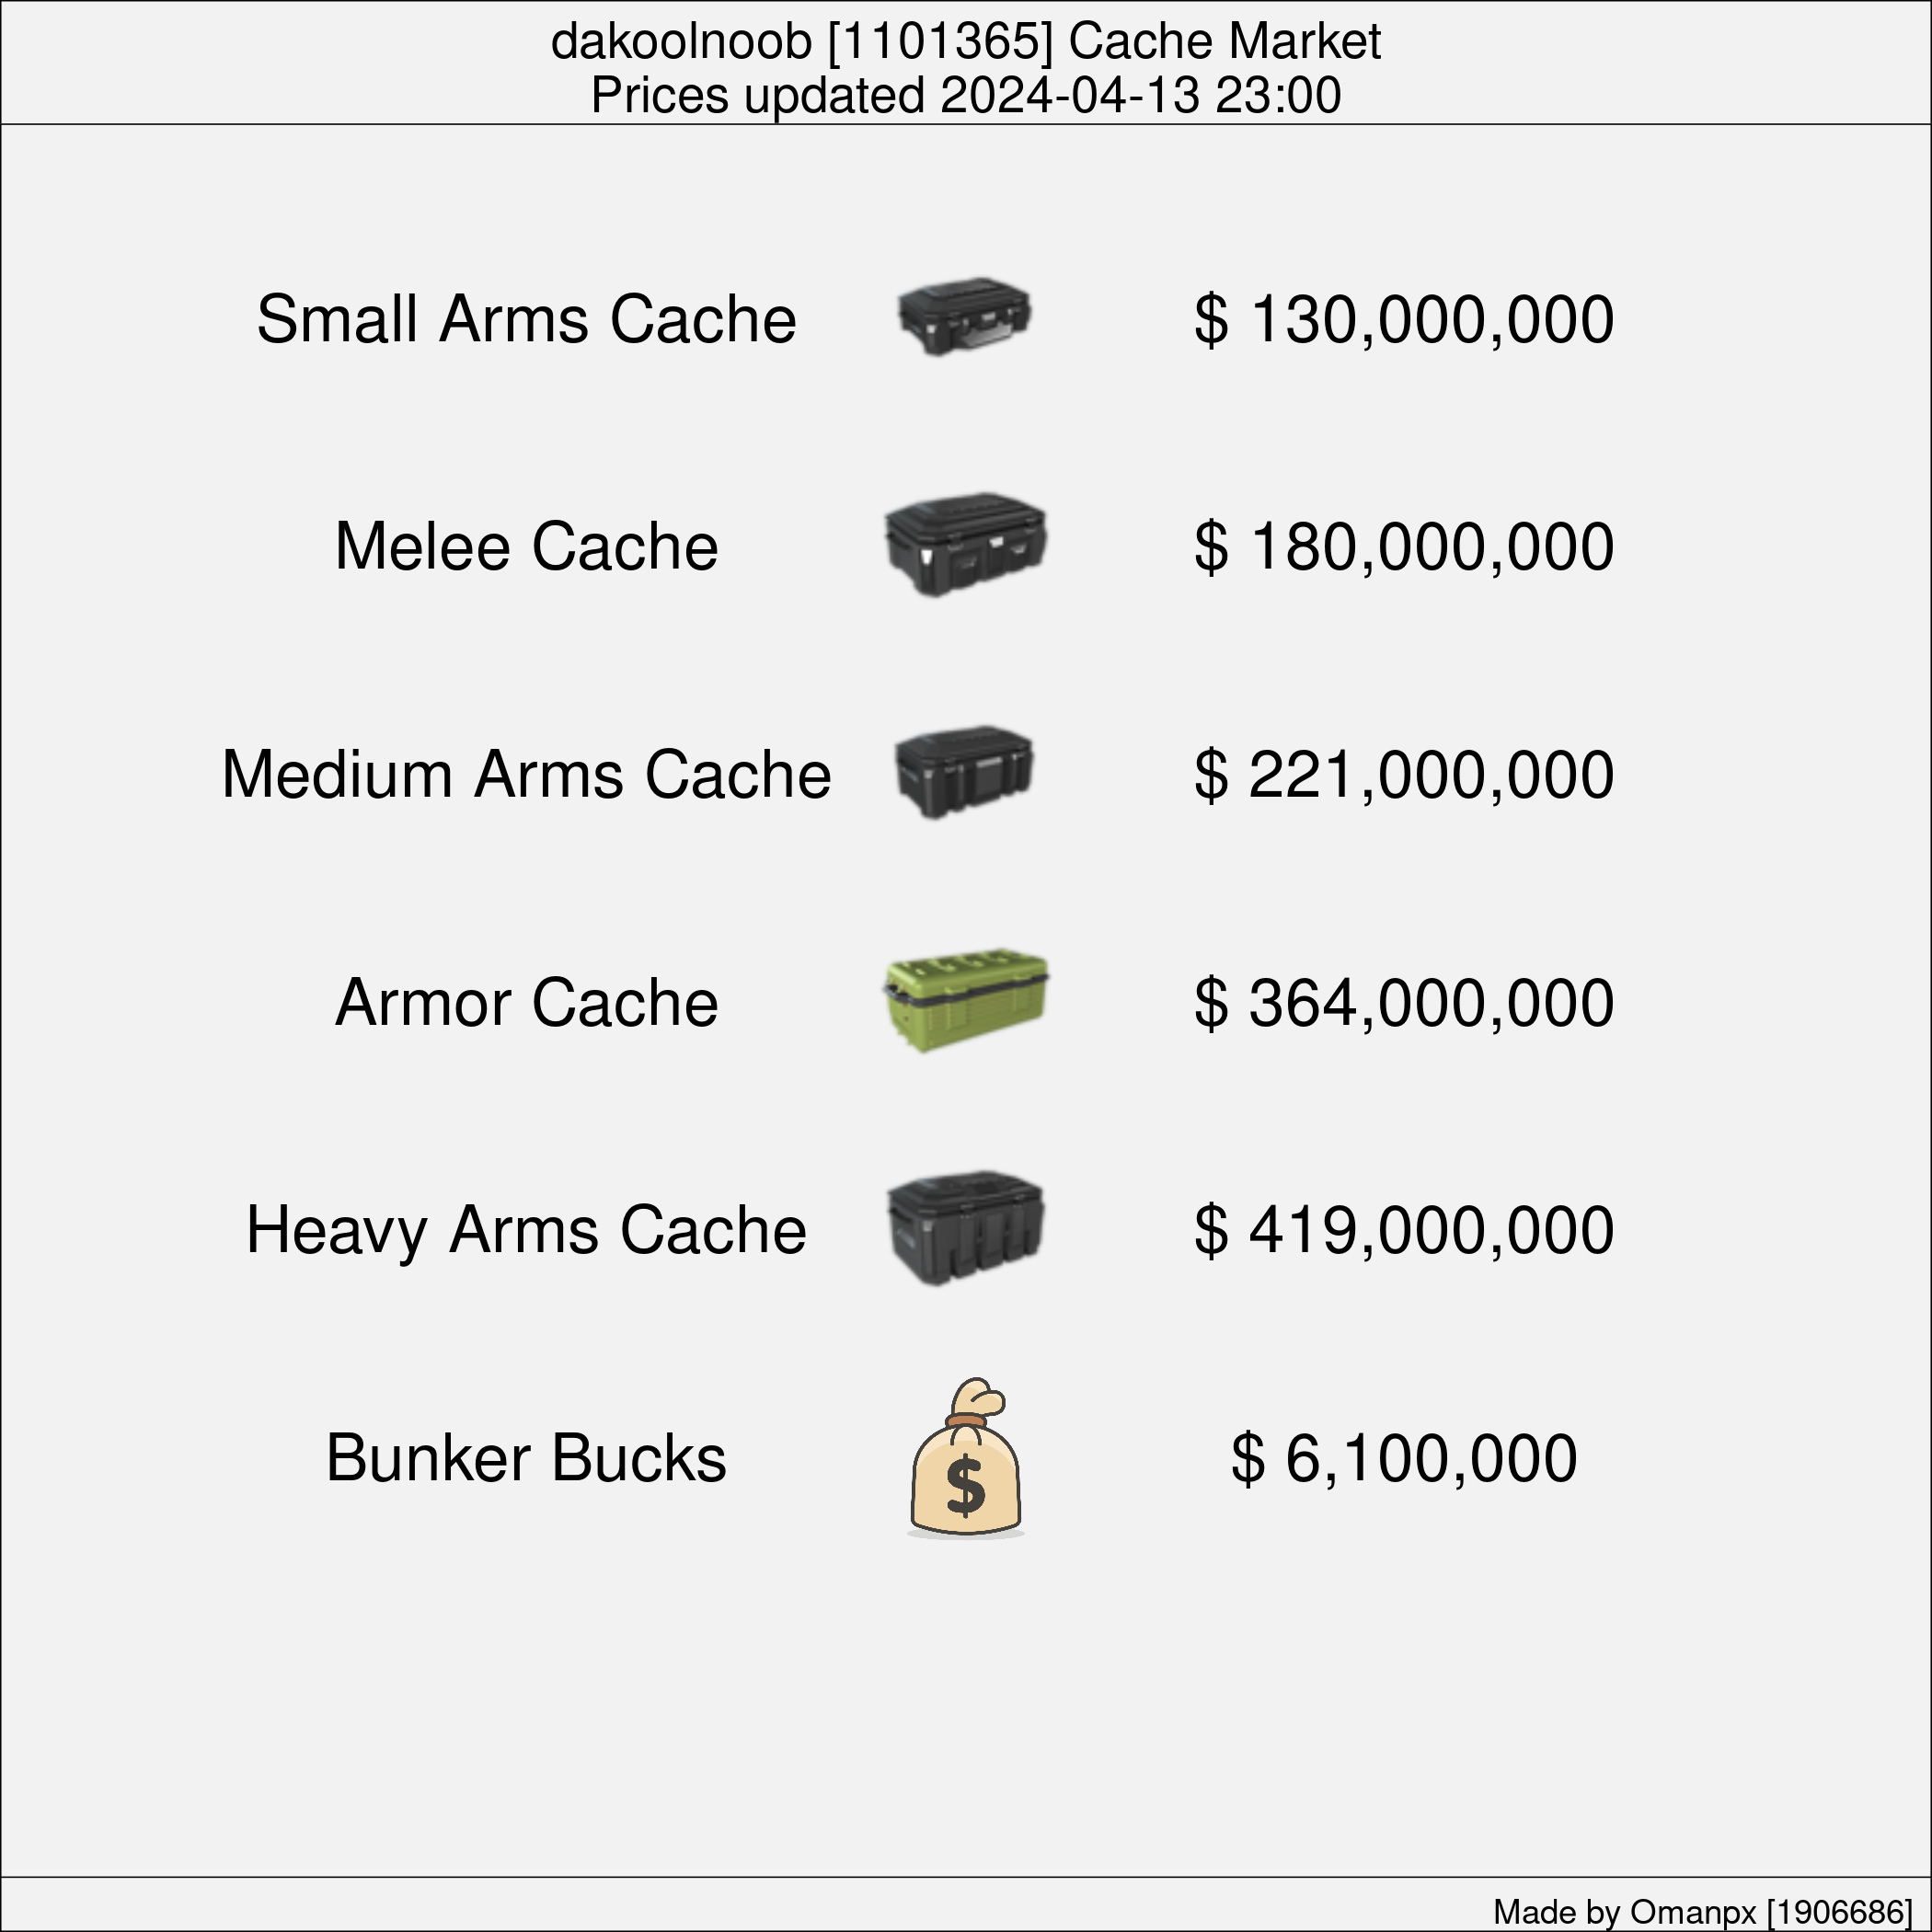 dakoolnoob [1101365] Cache Market
Prices updated 2024-04-13 23:00
Small Arms Cache $ 130,000,000
Melee Cache $ 180,000,000
Medium Arms Cache $ 221,000,000
Armor Cache $ 364,000,000
Heavy Arms Cache $ 419,000,000
Bunker Bucks $ $ 6,100,000
Made by Omanpx [1906686]